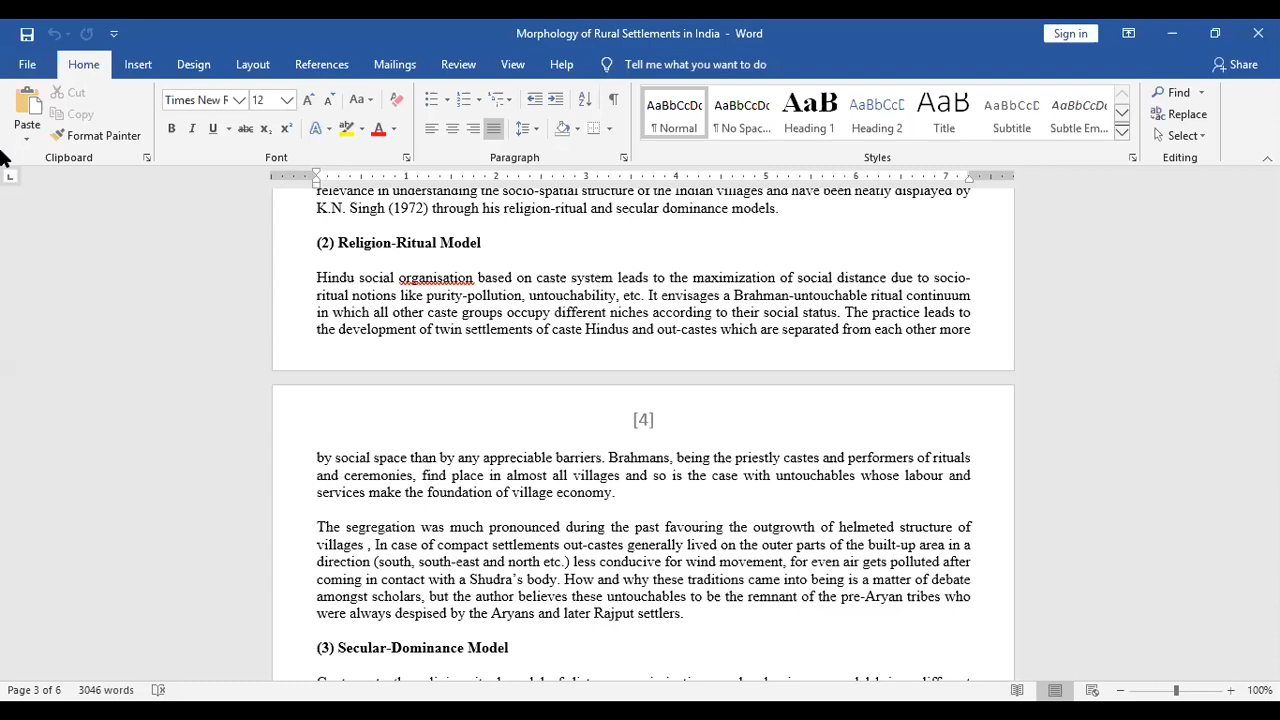 Morphology of Rural Settlements in India - Word
Sign in
File Home Insert Design Layout References Mailings Review View Help Tell me what you want to do Share
Paste
Cut
Copy
Format Painter
Clipboard
Times New R 12
Font
Paragraph
AaBbCcDc AaBbCcDc AaB AaBbCcD AaB AaBbCcD AaBbCcDc
¶ Normal ¶ No Spac... Heading 1 Heading 2 Title Subtitle Subtle Em...
Styles
Find
Replace
Select
Editing
1 2 3 4 5 6 7
relevance in understanding the socio-spatial structure of the Indian villages and have been neatly displayed by
K.N. Singh (1972) through his religion-ritual and secular dominance models.
(2) Religion-Ritual Model
Hindu social organisation based on caste system leads to the maximization of social distance due to socio-
ritual notions like purity-pollution, untouchability, etc. It envisages a Brahman-untouchable ritual continuum
in which all other caste groups occupy different niches according to their social status. The practice leads to
the development of twin settlements of caste Hindus and out-castes which are separated from each other more
[4]
by social space than by any appreciable barriers. Brahmans, being the priestly castes and performers of rituals
and ceremonies, find place in almost all villages and so is the case with untouchables whose labour and
services make the foundation of village economy.
The segregation was much pronounced during the past favouring the outgrowth of helmeted structure of
villages , In case of compact settlements out-castes generally lived on the outer parts of the built-up area in a
direction (south, south-east and north etc.) less conducive for wind movement, for even air gets polluted after
coming in contact with a Shudra's body. How and why these traditions came into being is a matter of debate
amongst scholars, but the author believes these untouchables to be the remnant of the pre-Aryan tribes who
were always despised by the Aryans and later Rajput settlers.
(3) Secular-Dominance Model
Page 3 of 6 3046 words 100%